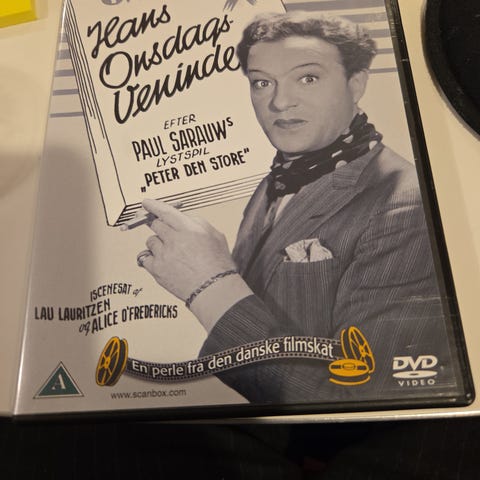 Hans
Onsdags-
Veninde
EFTER
PAUL SARAUW's
LYSTSPIL
„PETER DEN STORE"
ISCENESAT af
LAU LAURITZEN
og ALICE O'FREDERICKS
En perle fra den danske filmskat
A
www.scanbox.com
DVD
VIDEO